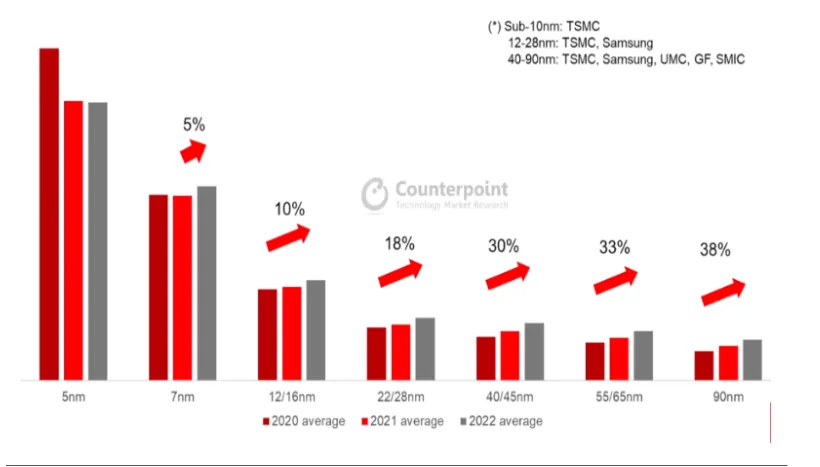 (*) Sub-10nm: TSMC
12-28nm: TSMC, Samsung
40-90nm: TSMC, Samsung, UMC, GF, SMIC
5%
10%
18%
30%
33%
38%
Counterpoint
Technology Market Research
5nm
7nm
12/16nm
22/28nm
40/45nm
55/65nm
90nm
2020 average
2021 average
2022 average